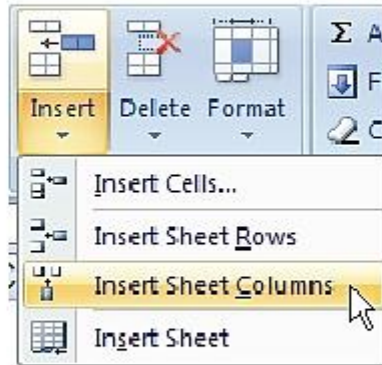 Σ A
F
Insert Delete Format
C
Insert Cells...
Insert Sheet Rows
Insert Sheet Columns
Insert Sheet